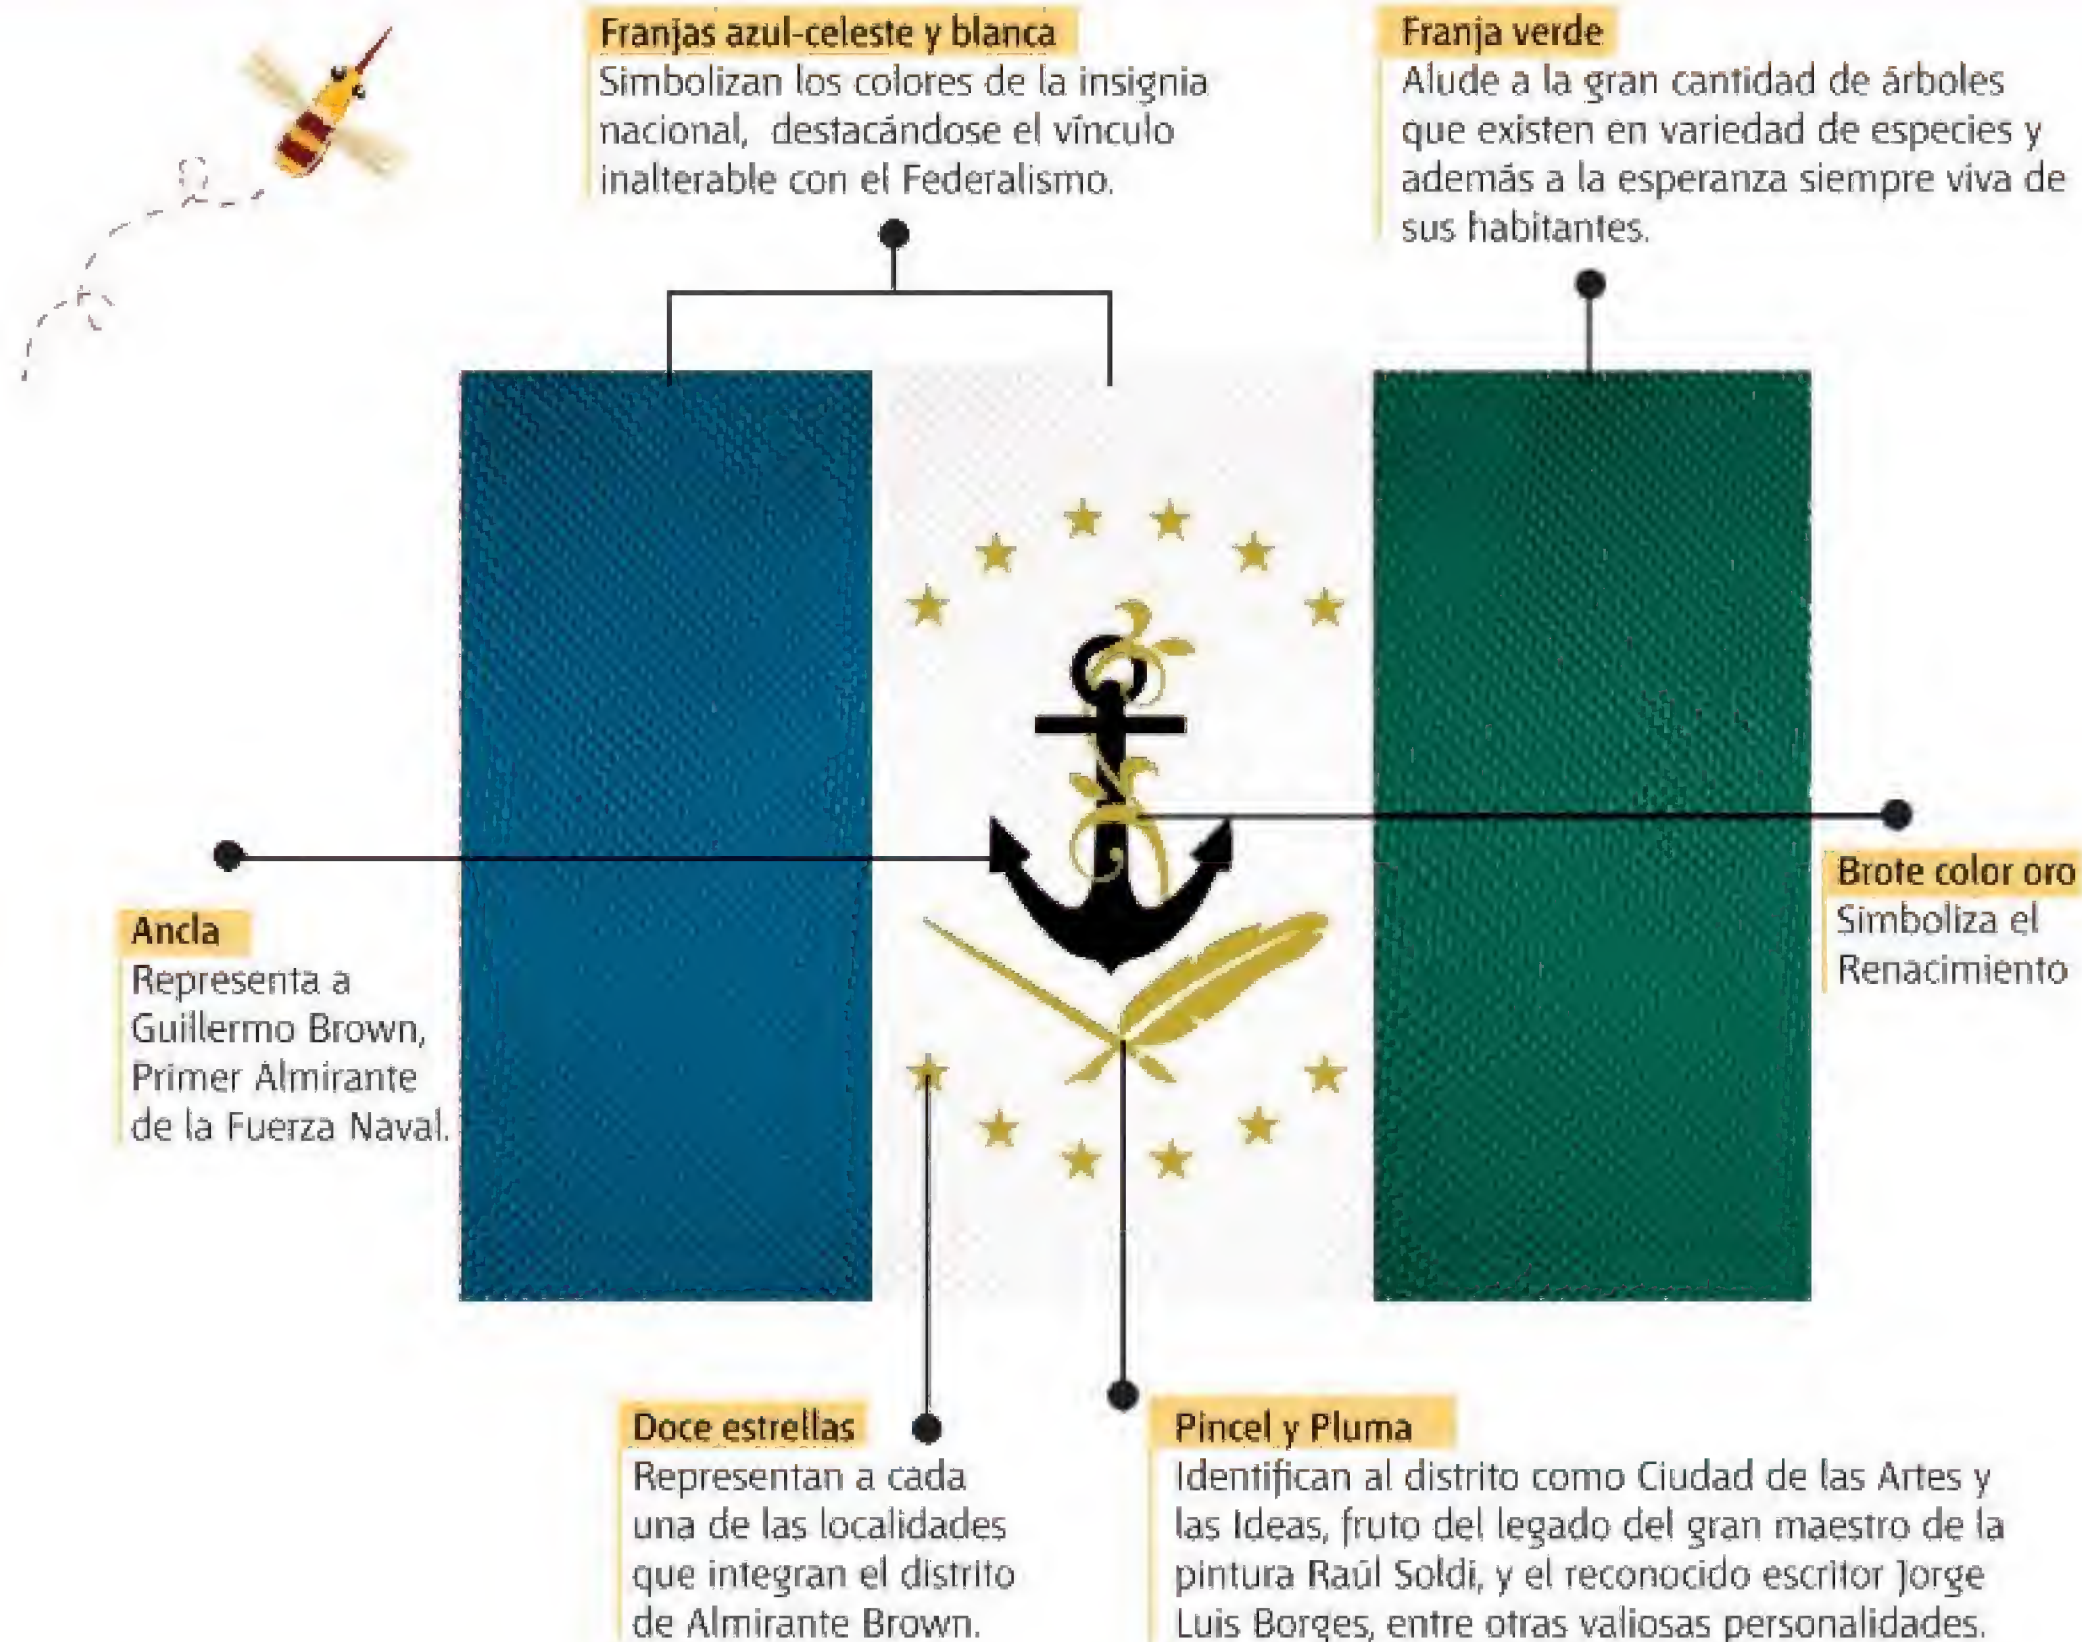 Franjas azul-celeste y blanca
Simbolizan los colores de la insignia
nacional, destacándose el vínculo
inalterable con el Federalismo.
Franja verde
Alude a la gran cantidad de árboles
que existen en variedad de especies y
además a la esperanza siempre viva de
sus habitantes.
Ancla
Representa a
Guillermo Brown,
Primer Almirante
de la Fuerza Naval.
Brote color oro
Simboliza el
Renacimiento
Doce estrellas
Representan a cada
una de las localidades
que integran el distrito
de Almirante Brown.
Pincel y Pluma
Identifican al distrito como Ciudad de las Artes y
las Ideas, fruto del legado del gran maestro de la
pintura Raúl Soldi, y el reconocido escritor Jorge
Luis Borges, entre otras valiosas personalidades.